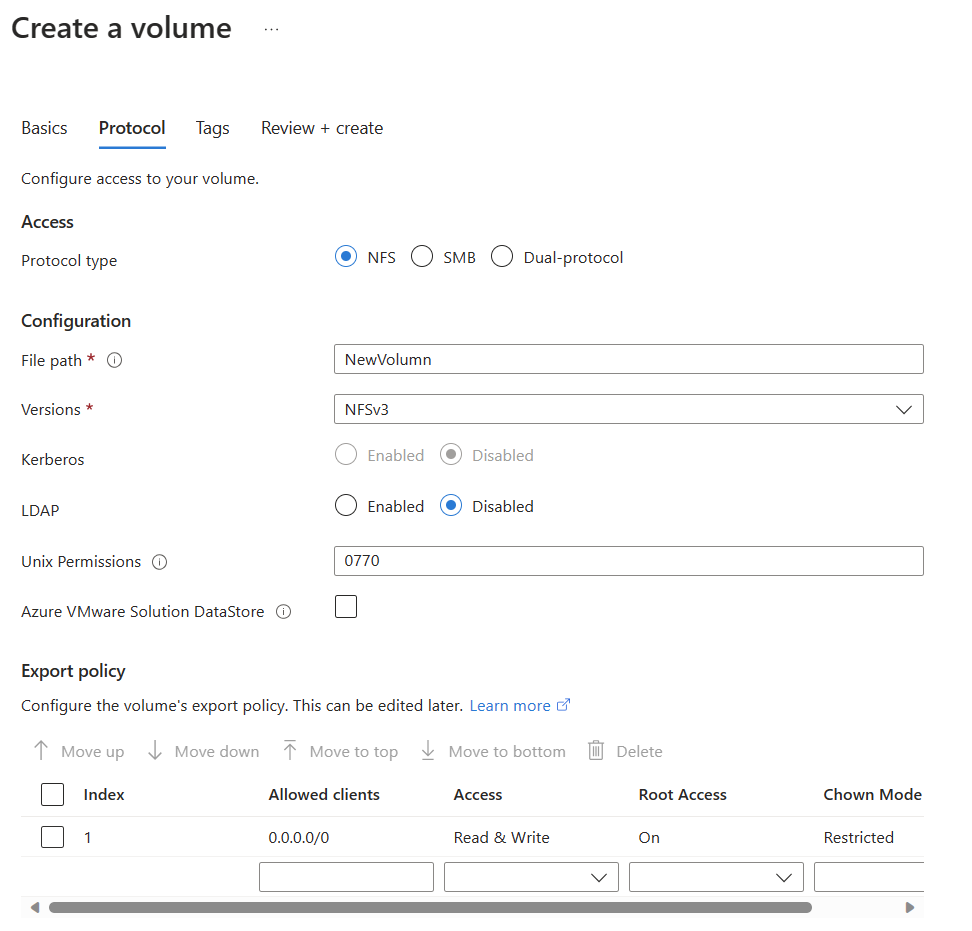 Create a volume ...
Basics Protocol Tags Review + create
Configure access to your volume.
Access
Protocol type NFS SMB Dual-protocol
Configuration
File path * NewVolumn
Versions * NFSv3
Kerberos Enabled Disabled
LDAP Enabled Disabled
Unix Permissions 0770
Azure VMware Solution DataStore
Export policy
Configure the volume's export policy. This can be edited later. Learn more
Move up Move down Move to top Move to bottom Delete
Index Allowed clients Access Root Access Chown Mode
1 0.0.0.0/0 Read & Write On Restricted